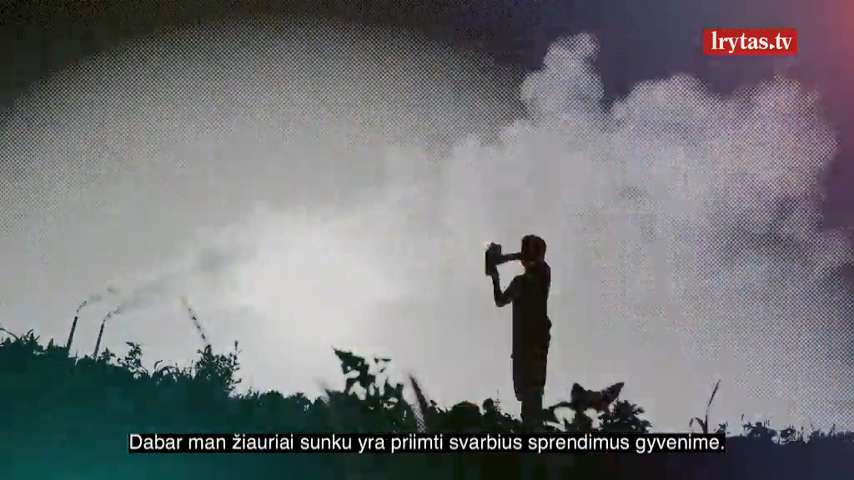 lrytas.tv
Dabar man žiauriai sunku yra priimti svarbius sprendimus gyvenime.